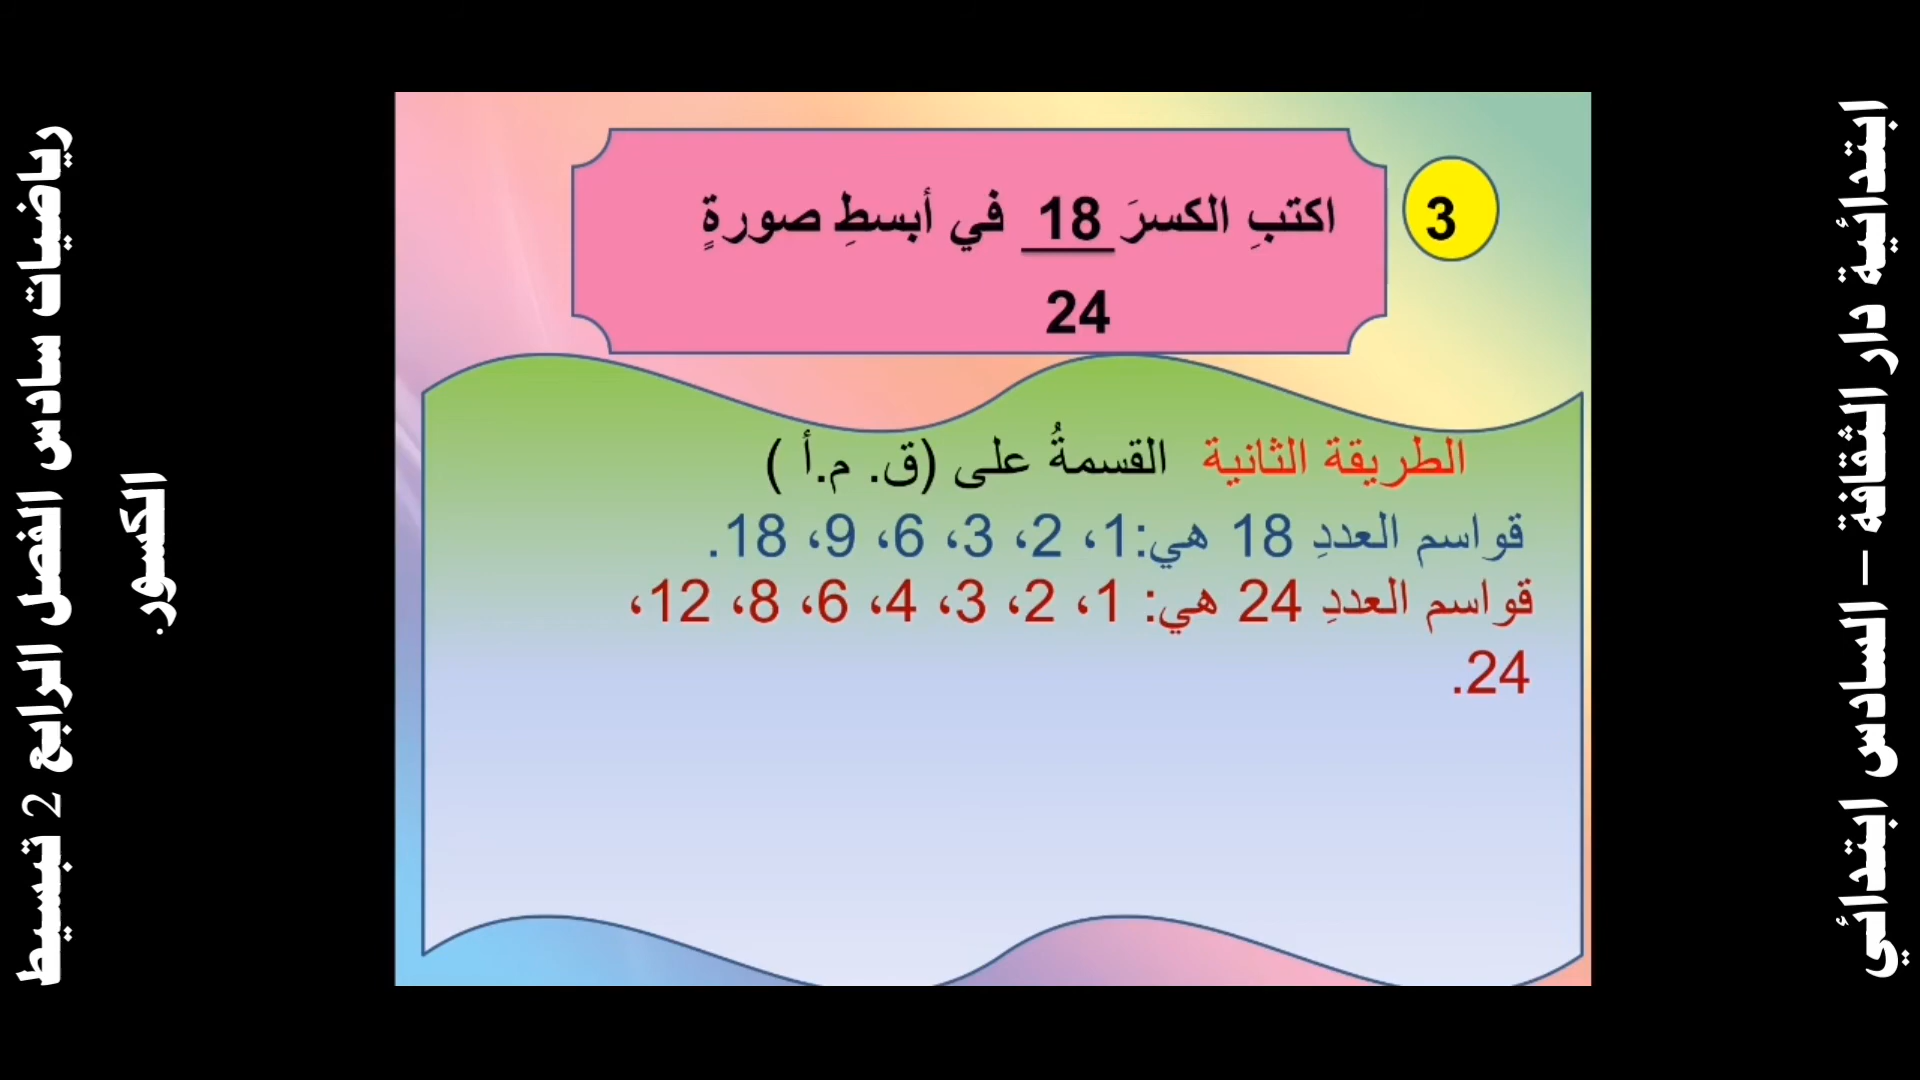 ابتدائية دار الثقافة – السادس ابتدائي
3
اكتبِ الكسرَ 18 في أبسطِ صورةٍ
24
الطريقة الثانية القسمةُ على (ق. م.أ )
قواسم العددِ 18 هي:1، 2، 3، 6، 9، 18.
قواسم العددِ 24 هي: 1، 2، 3، 4، 6، 8، 12،
24.
رياضيات سادس الفصل الرابع 2 تبسيط
الكسور.